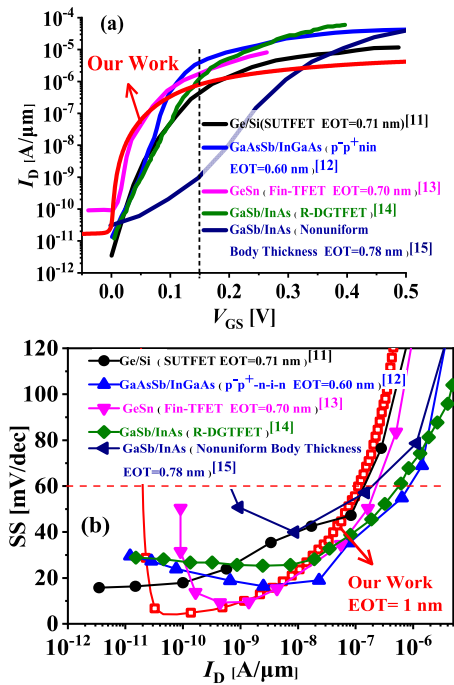 (a)
Our Work
Ge/Si(SUTFET EOT=0.71 nm)[11]
GaAsSb/InGaAs(p⁻p⁺nin
EOT=0.60 nm)[12]
GeSn(Fin-TFET EOT=0.70 nm)[13]
GaSb/InAs(R-DGTFET)[14]
GaSb/InAs(Nonuniform
Body Thickness EOT=0.78 nm)[15]
I_D [A/μm]
10⁻⁴
10⁻⁵
10⁻⁶
10⁻⁷
10⁻⁸
10⁻⁹
10⁻¹⁰
10⁻¹¹
10⁻¹²
0.0 0.1 0.2 0.3 0.4 0.5
V_GS [V]
Ge/Si (SUTFET EOT=0.71 nm)[11]
GaAsSb/InGaAs(p⁻p⁺-n-i-n EOT=0.60 nm)[12]
GeSn(Fin-TFET EOT=0.70 nm)[13]
GaSb/InAs(R-DGTFET)[14]
GaSb/InAs(Nonuniform Body Thickness
EOT=0.78 nm)[15]
SS [mV/dec]
120
100
80
60
40
20
0
(b)
Our Work
EOT= 1 nm
10⁻¹² 10⁻¹¹ 10⁻¹⁰ 10⁻⁹ 10⁻⁸ 10⁻⁷ 10⁻⁶
I_D [A/μm]